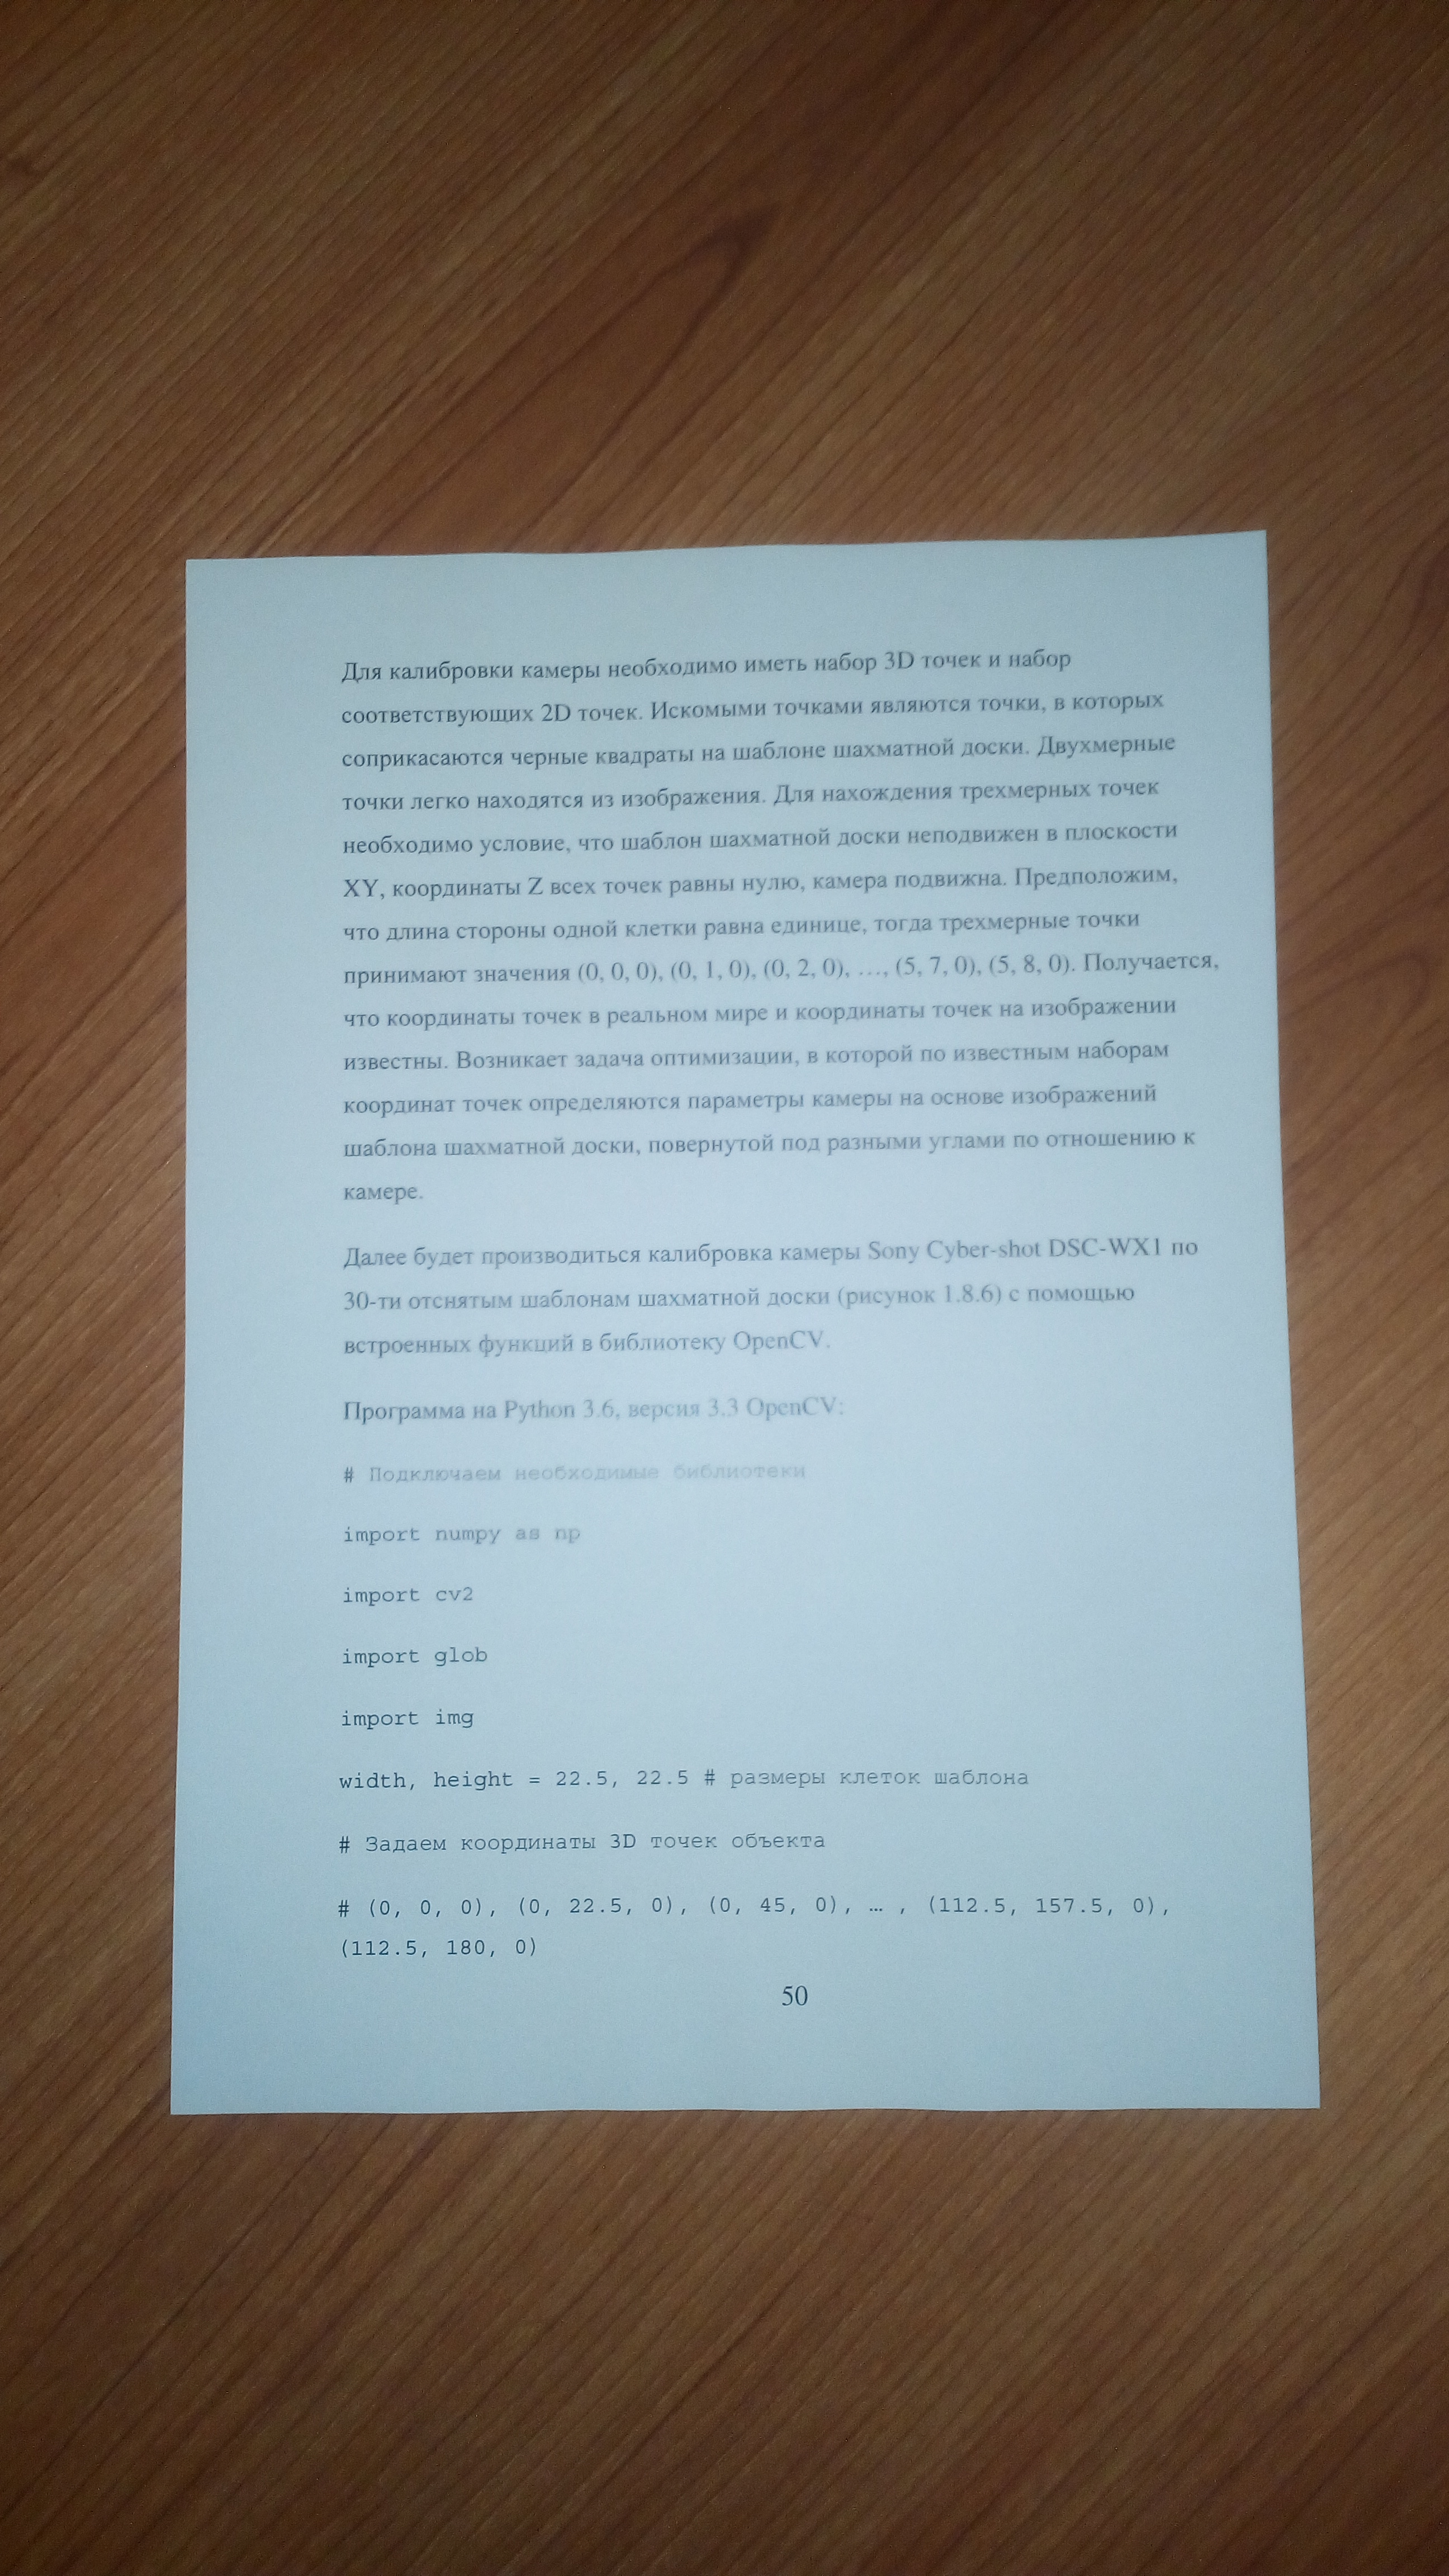 Для калибровки камеры необходимо иметь набор 3D точек и набор
соответствующих 2D точек. Искомыми точками являются точки, в которых
соприкасаются черные квадраты на шаблоне шахматной доски. Двухмерные
точки легко находятся из изображения. Для нахождения трехмерных точек
необходимо условие, что шаблон шахматной доски неподвижен в плоскости
XY, координаты Z всех точек равны нулю, камера подвижна. Предположим,
что длина стороны одной клетки равна единице, тогда трехмерные точки
принимают значения (0, 0, 0), (0, 1, 0), (0, 2, 0), …, (5, 7, 0), (5, 8, 0). Получается,
что координаты точек в реальном мире и координаты точек на изображении
известны. Возникает задача оптимизации, в которой по известным наборам
координат точек определяются параметры камеры на основе изображений
шаблона шахматной доски, повернутой под разными углами по отношению к
камере.
Далее будет производиться калибровка камеры Sony Cyber-shot DSC-WX1 по
30-ти отснятым шаблонам шахматной доски (рисунок 1.8.6) с помощью
встроенных функций в библиотеку OpenCV.
Программа на Python 3.6, версия 3.3 OpenCV:
# Подключаем необходимые библиотеки
import numpy as np
import cv2
import glob
import img
width, height = 22.5, 22.5 # размеры клеток шаблона
# Задаем координаты 3D точек объекта
# (0, 0, 0), (0, 22.5, 0), (0, 45, 0), … , (112.5, 157.5, 0),
(112.5, 180, 0)
50